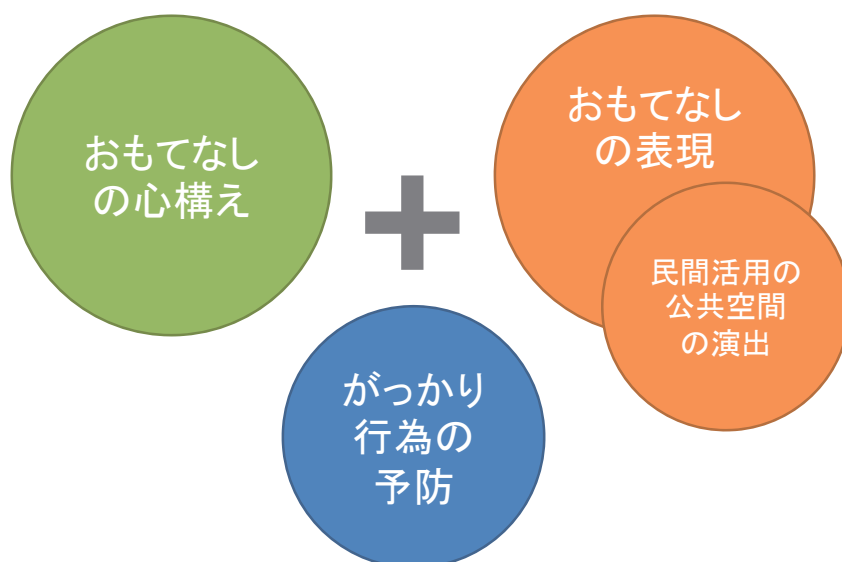 おもてなし
の心構え
おもてなし
の表現
民間活用の
公共空間
の演出
がっかり
行為の
予防